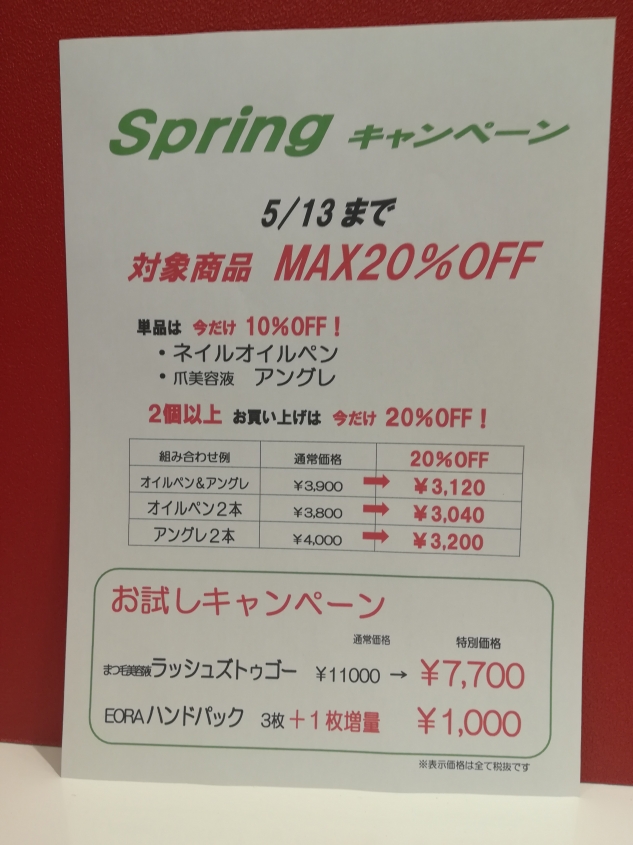 Spring キャンペーン
5/13まで
対象商品 MAX20%OFF
単品は 今だけ 10%OFF！
・ネイルオイルペン
・爪美容液 アングレ
2個以上 お買い上げは 今だけ 20%OFF！
組み合わせ例 通常価格 20%OFF
オイルペン&アングレ ¥3,900 ➡ ¥3,120
オイルペン2本 ¥3,800 ➡ ¥3,040
アングレ2本 ¥4,000 ➡ ¥3,200
お試しキャンペーン
通常価格 特別価格
まつ毛美容液ラッシュズトゥゴー ¥11000 → ¥7,700
EORAハンドパック 3枚＋1枚増量 ¥1,000
※表示価格は全て税抜です